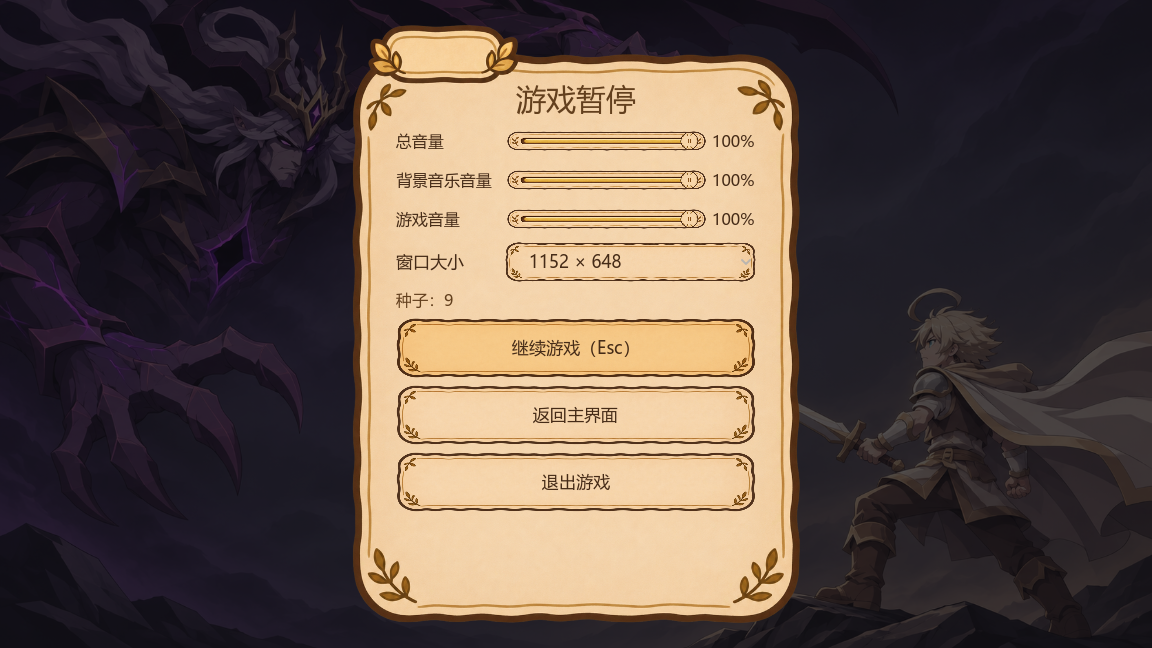 游戏暂停
总音量 100%
背景音乐音量 100%
游戏音量 100%
窗口大小 1152 × 648
种子：9
继续游戏（Esc）
返回主界面
退出游戏